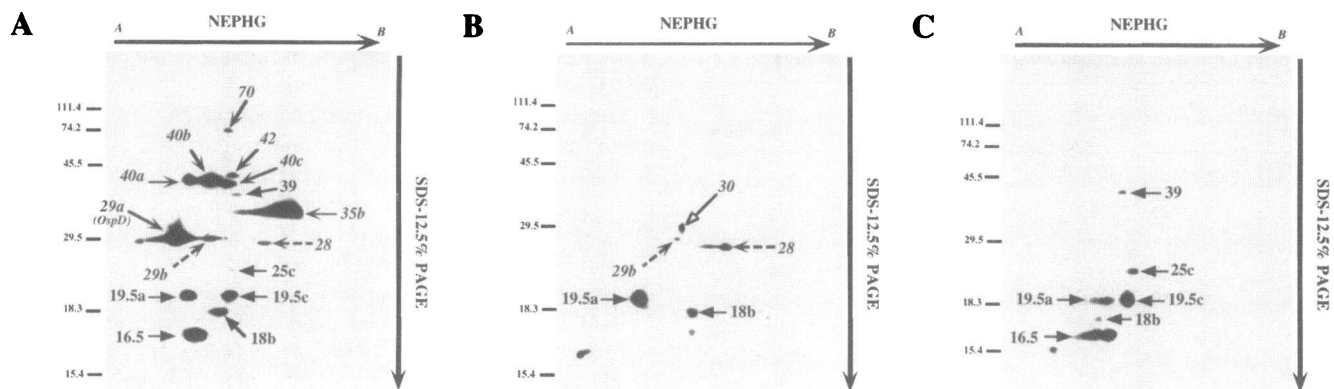 A
NEPHG
A B
111.4
74.2
45.5
29.5
18.3
15.4
70
40b
42
40c
40a
39
29a
(OspD)
35b
28
29b
25c
19.5a
19.5c
16.5
18b
SDS-12.5% PAGE
B
NEPHG
A B
111.4
74.2
45.5
29.5
18.3
15.4
30
28
29b
19.5a
18b
SDS-12.5% PAGE
C
NEPHG
A B
111.4
74.2
45.5
29.5
18.3
15.4
39
25c
19.5a
19.5c
18b
16.5
SDS-12.5% PAGE